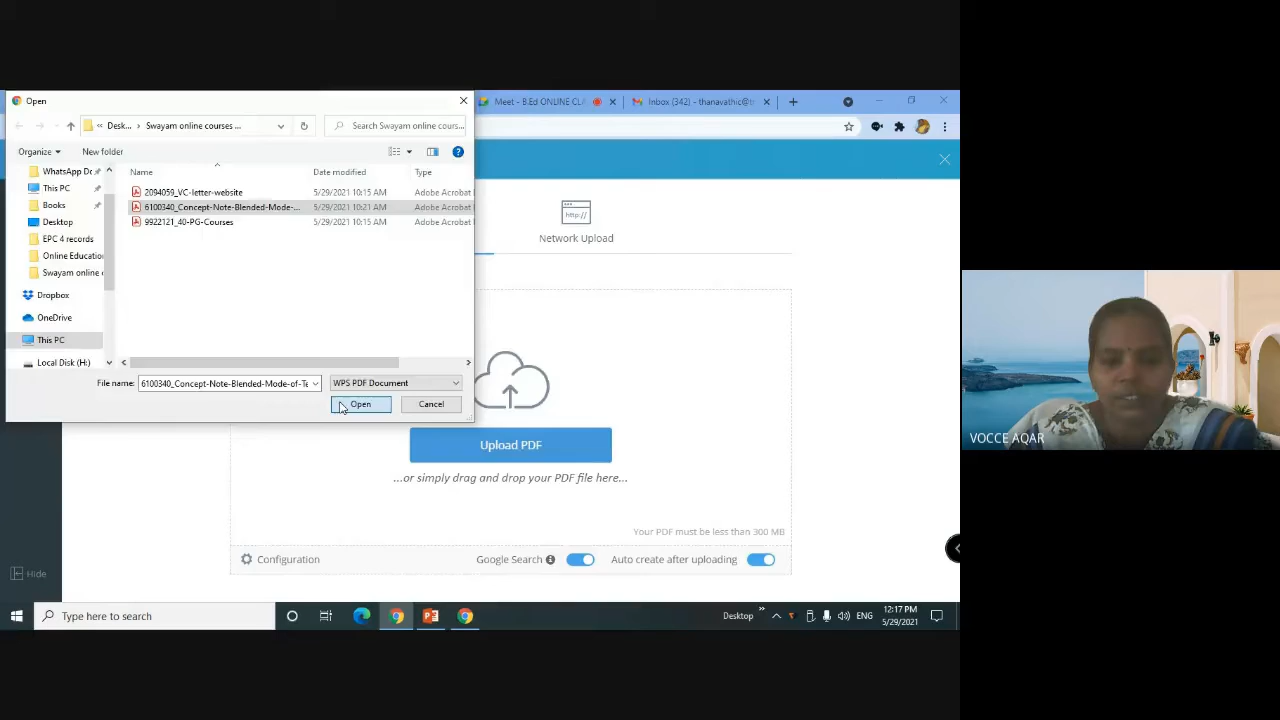 Open
Meet - B.Ed ONLINE CLA
Inbox (342) - thanavathic@t
Desk...
Swayam online courses ...
Search Swayam online cours...
Organize
New folder
Name
Date modified
Type
WhatsApp Do
This PC
Books
Desktop
EPC 4 records
Online Educatio
Swayam online c
Dropbox
OneDrive
This PC
Local Disk (H:)
2094059_VC-letter-website 5/29/2021 10:15 AM Adobe Acrobat
6100340_Concept-Note-Blended-Mode-... 5/29/2021 10:21 AM Adobe Acrobat
9922121_40-PG-Courses 5/29/2021 10:15 AM Adobe Acrobat
File name: 6100340_Concept-Note-Blended-Mode-of-Te
WPS PDF Document
Open
Cancel
http://
Network Upload
Upload PDF
...or simply drag and drop your PDF file here...
Your PDF must be less than 300 MB
Configuration
Google Search
Auto create after uploading
Hide
Type here to search
Desktop
ENG
12:17 PM
5/29/2021
VOCCE AQAR